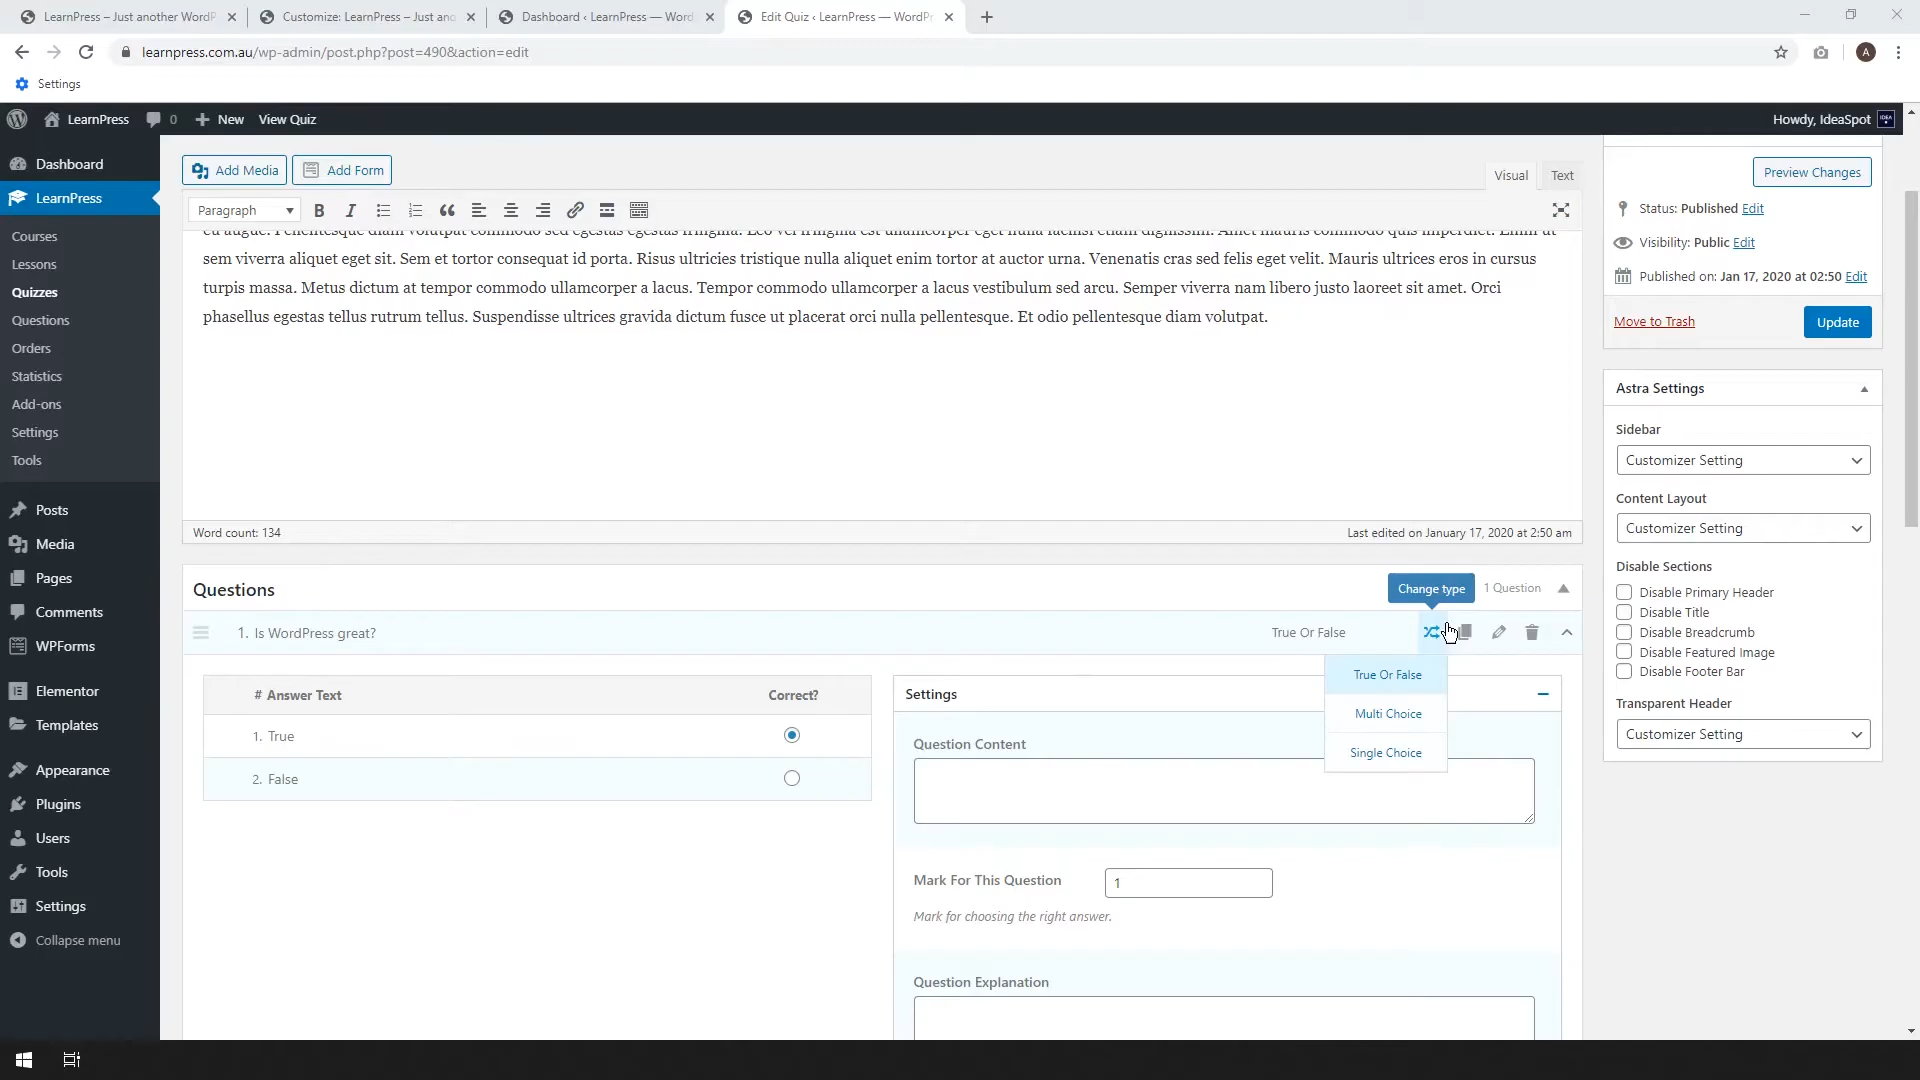 LearnPress – Just another WordP
Customize: LearnPress – Just an
Dashboard ‹ LearnPress — Word
Edit Quiz ‹ LearnPress — WordPr
learnpress.com.au/wp-admin/post.php?post=490&action=edit
A
Settings
LearnPress
0
New
View Quiz
Howdy, IdeaSpot
Dashboard
LearnPress
Courses
Lessons
Quizzes
Questions
Orders
Statistics
Add-ons
Settings
Tools
Posts
Media
Pages
Comments
WPForms
Elementor
Templates
Appearance
Plugins
Users
Tools
Settings
Collapse menu
Add Media
Add Form
Visual
Text
Paragraph
eu augue. Pellentesque diam volutpat commodo sed egestas egestas fringilla. Leo vel fringilla est ullamcorper eget nulla facilisi etiam dignissim. Amet mauris commodo quis imperdiet. Enim ut
sem viverra aliquet eget sit. Sem et tortor consequat id porta. Risus ultricies tristique nulla aliquet enim tortor at auctor urna. Venenatis cras sed felis eget velit. Mauris ultrices eros in cursus
turpis massa. Metus dictum at tempor commodo ullamcorper a lacus. Tempor commodo ullamcorper a lacus vestibulum sed arcu. Semper viverra nam libero justo laoreet sit amet. Orci
phasellus egestas tellus rutrum tellus. Suspendisse ultrices gravida dictum fusce ut placerat orci nulla pellentesque. Et odio pellentesque diam volutpat.
Word count: 134
Last edited on January 17, 2020 at 2:50 am
Questions
Change type
1 Question
1. Is WordPress great?
True Or False
True Or False
Multi Choice
Single Choice
# Answer Text
Correct?
1. True
2. False
Settings
Question Content
Mark For This Question
1
Mark for choosing the right answer.
Question Explanation
Preview Changes
Status: Published Edit
Visibility: Public Edit
Published on: Jan 17, 2020 at 02:50 Edit
Move to Trash
Update
Astra Settings
Sidebar
Customizer Setting
Content Layout
Customizer Setting
Disable Sections
Disable Primary Header
Disable Title
Disable Breadcrumb
Disable Featured Image
Disable Footer Bar
Transparent Header
Customizer Setting